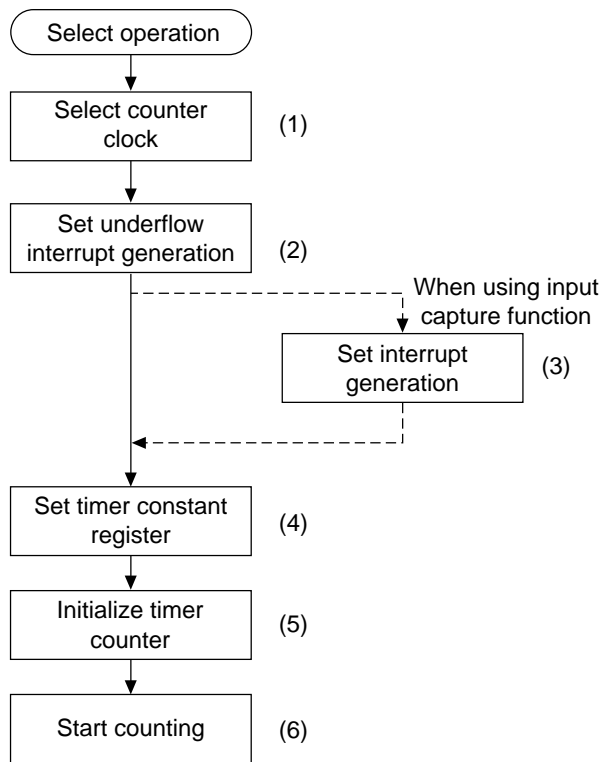 Select operation
Select counter
clock
(1)
Set underflow
interrupt generation
(2)
When using input
capture function
Set interrupt
generation
(3)
Set timer constant
register
(4)
Initialize timer
counter
(5)
Start counting
(6)